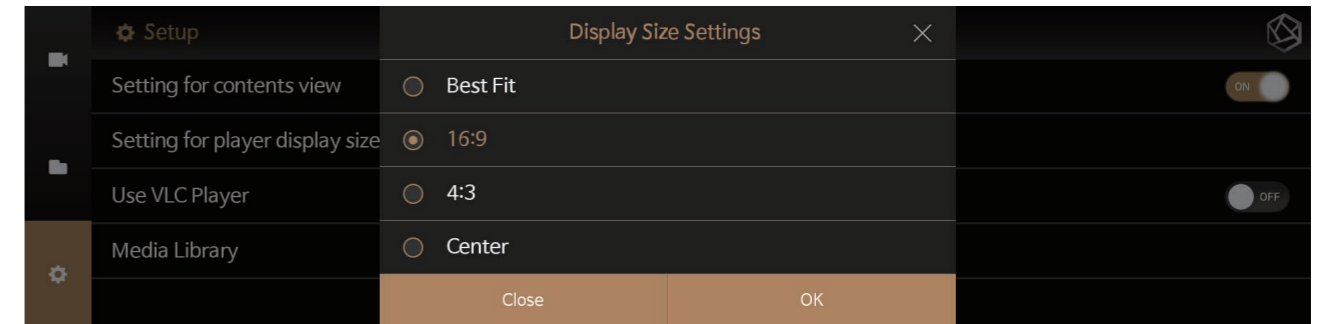 Setup
Display Size Settings
Setting for contents view
Best Fit
ON
Setting for player display size
16:9
Use VLC Player
4:3
OFF
Media Library
Center
Close
OK